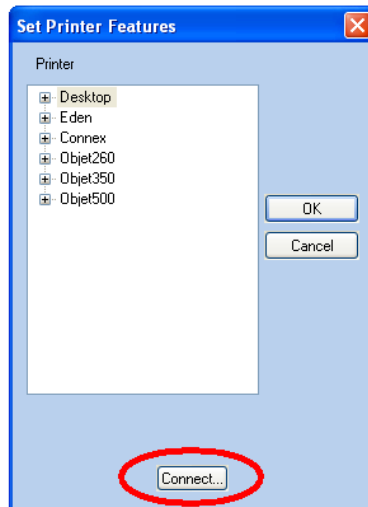 Set Printer Features
Printer
Desktop
Eden
Connex
Objet260
Objet350
Objet500
OK
Cancel
Connect...